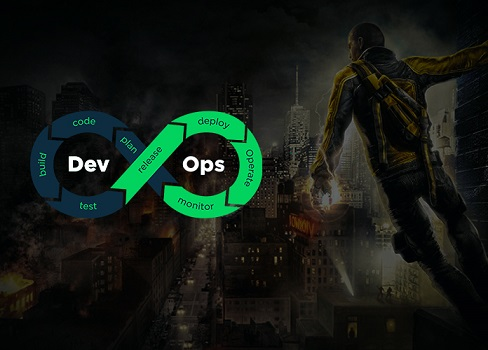 code
build
plan
Dev
test
release
Ops
deploy
Operate
monitor